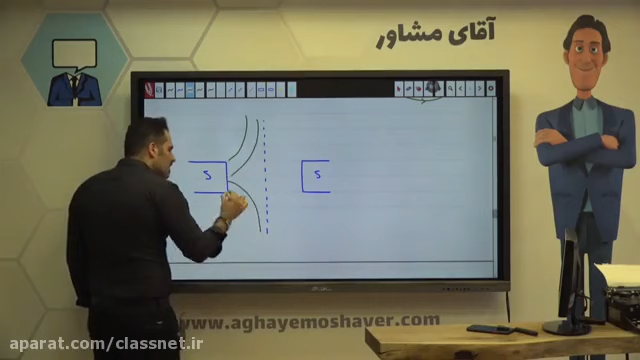 آقای مشاور
S
S
www.aghayemoshaver.com
aparat.com/classnet.ir